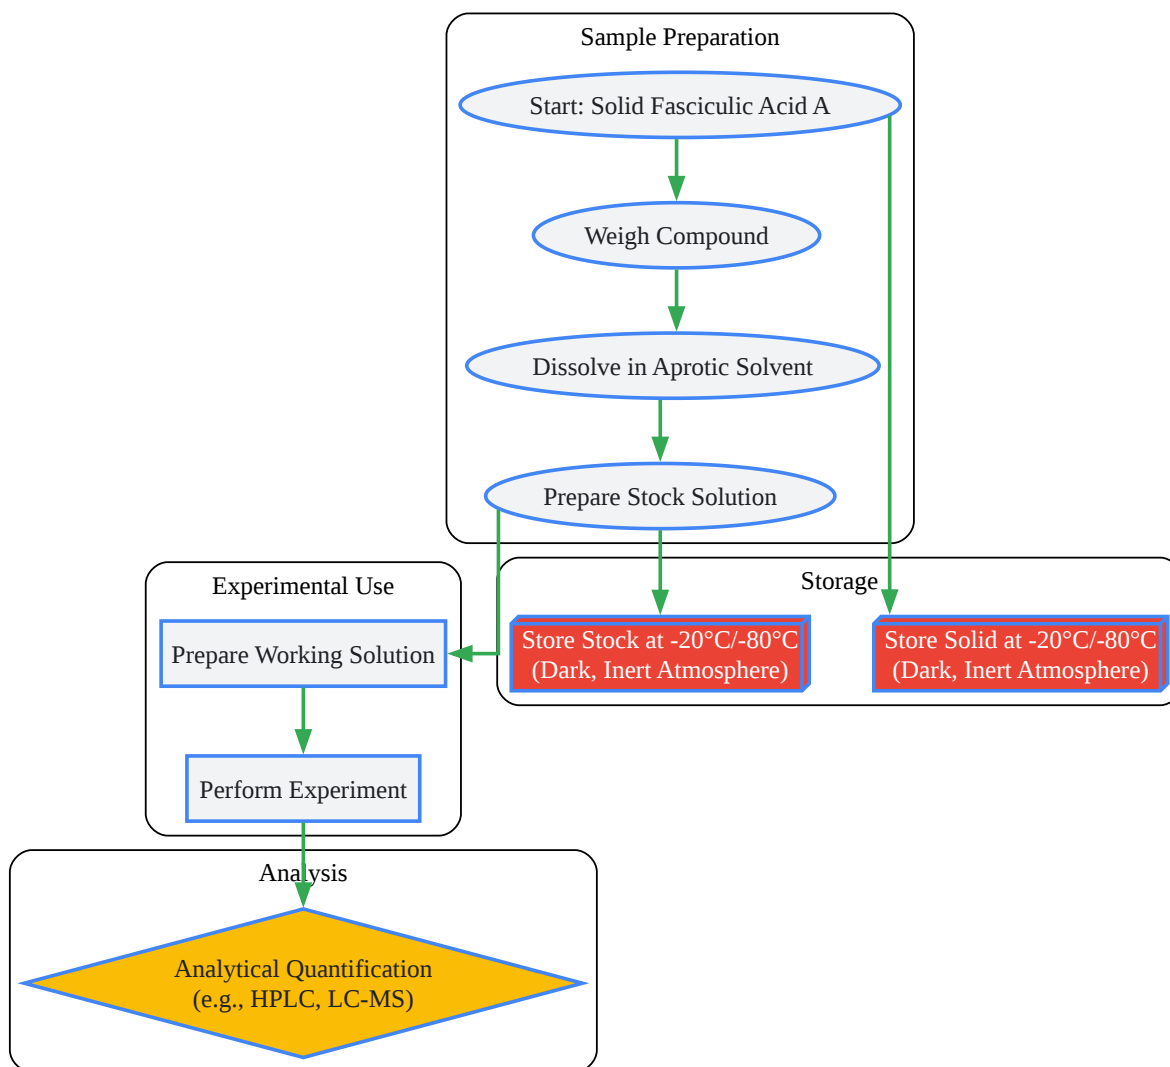 Sample Preparation
Start: Solid Fasciculic Acid A
Weigh Compound
Dissolve in Aprotic Solvent
Prepare Stock Solution
Experimental Use
Prepare Working Solution
Perform Experiment
Storage
Store Stock at -20°C/-80°C
(Dark, Inert Atmosphere)
Store Solid at -20°C/-80°C
(Dark, Inert Atmosphere)
Analysis
Analytical Quantification
(e.g., HPLC, LC-MS)